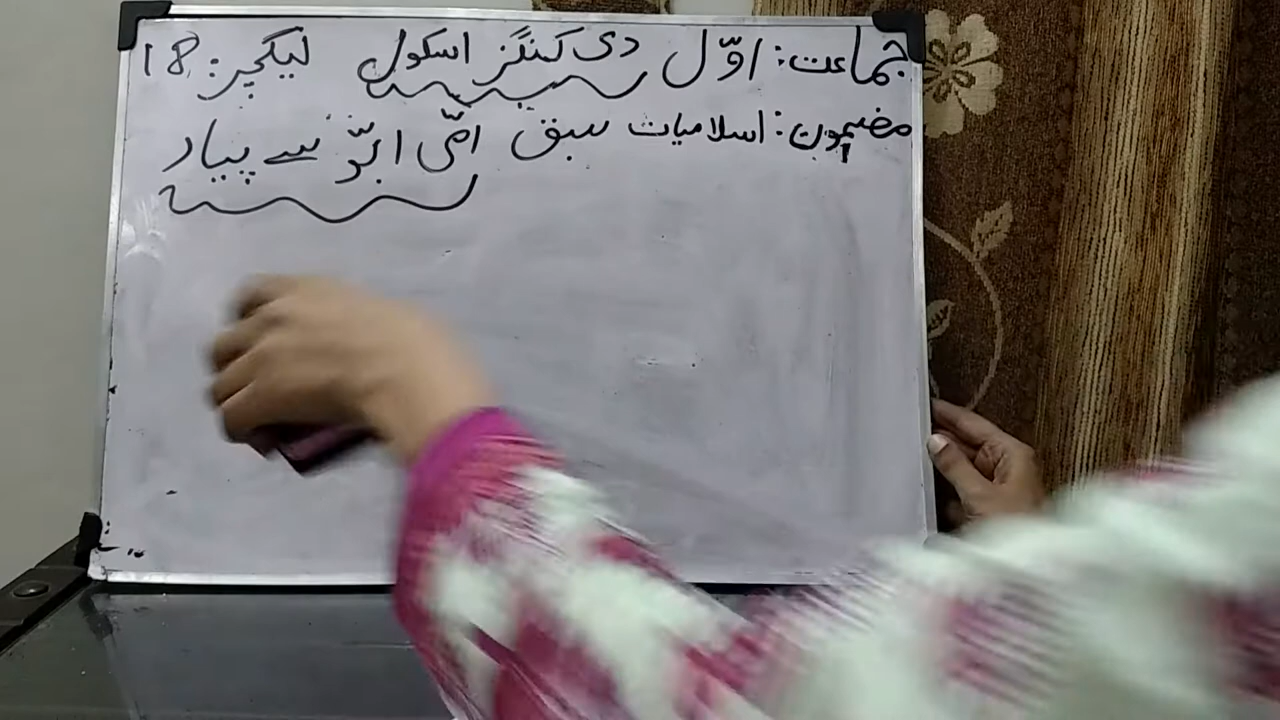 جماعت: اوّل دی کنگز اسکول لیکچر: 18
مضمون: اسلامیات سبق امّی ابّو سے پیار